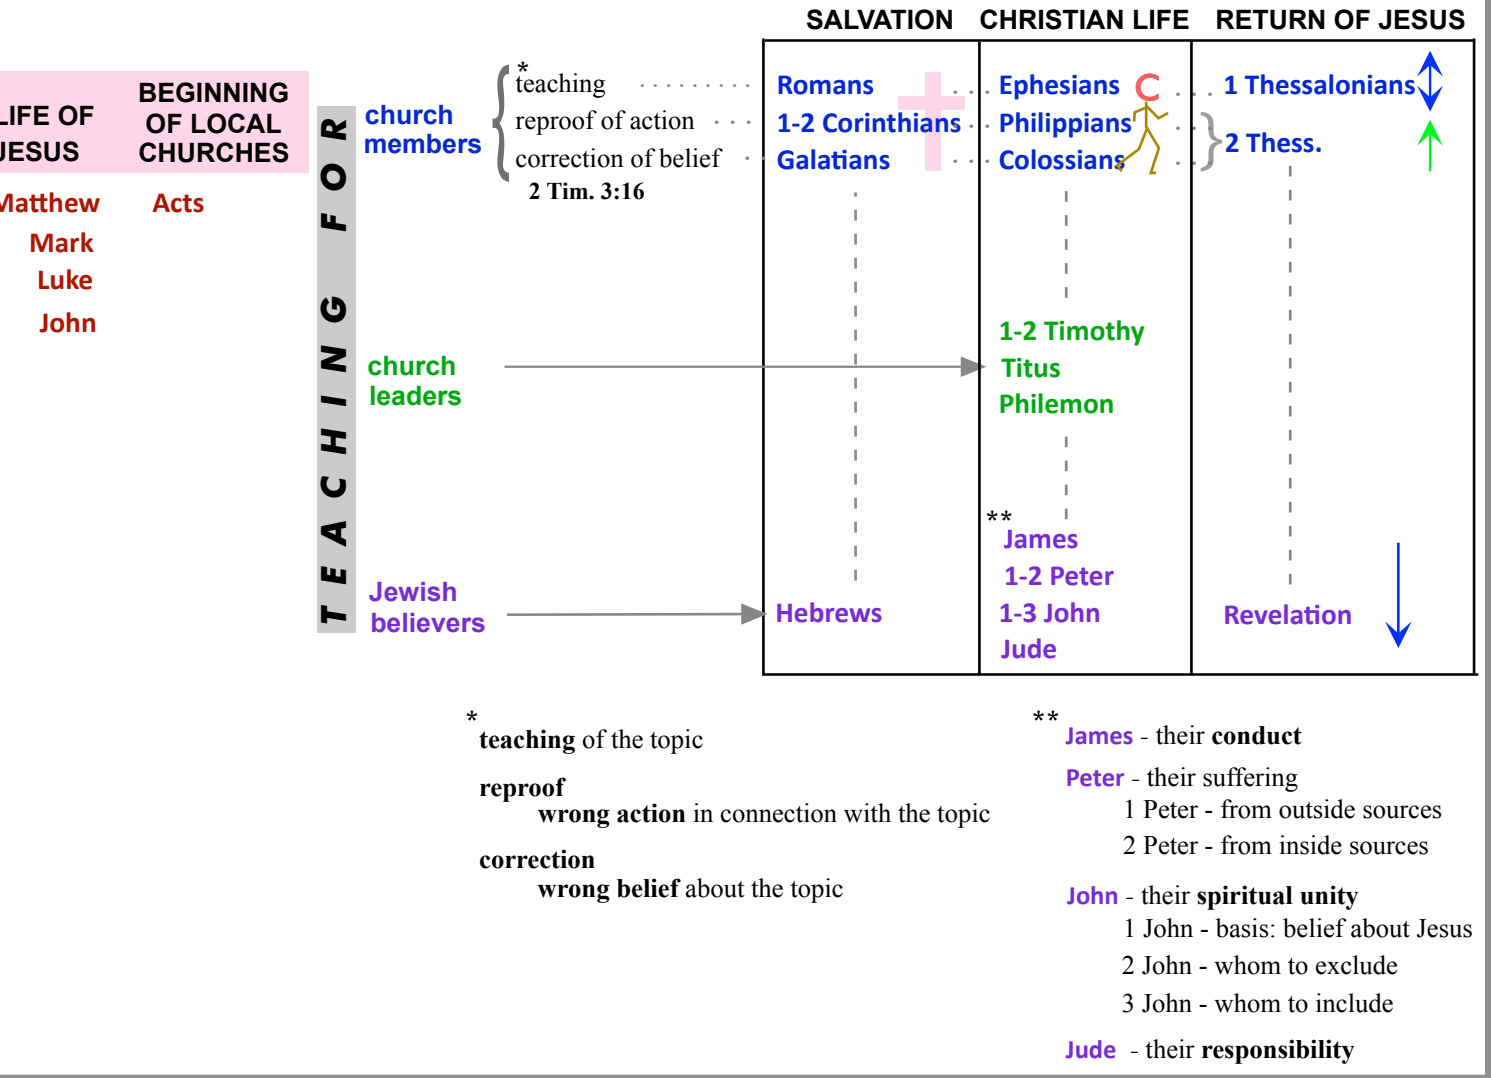 SALVATION CHRISTIAN LIFE RETURN OF JESUS
LIFE OF
JESUS
BEGINNING
OF LOCAL
CHURCHES
Matthew
Mark
Luke
John
Acts
TEACHING FOR
church
members
*
teaching
reproof of action
correction of belief
2 Tim. 3:16
Romans
1-2 Corinthians
Galatians
Ephesians
Philippians
Colossians
C
1 Thessalonians
2 Thess.
church
leaders
1-2 Timothy
Titus
Philemon
Jewish
believers
Hebrews
**
James
1-2 Peter
1-3 John
Jude
Revelation
*
teaching of the topic
reproof
wrong action in connection with the topic
correction
wrong belief about the topic
**
James - their conduct
Peter - their suffering
1 Peter - from outside sources
2 Peter - from inside sources
John - their spiritual unity
1 John - basis: belief about Jesus
2 John - whom to exclude
3 John - whom to include
Jude - their responsibility